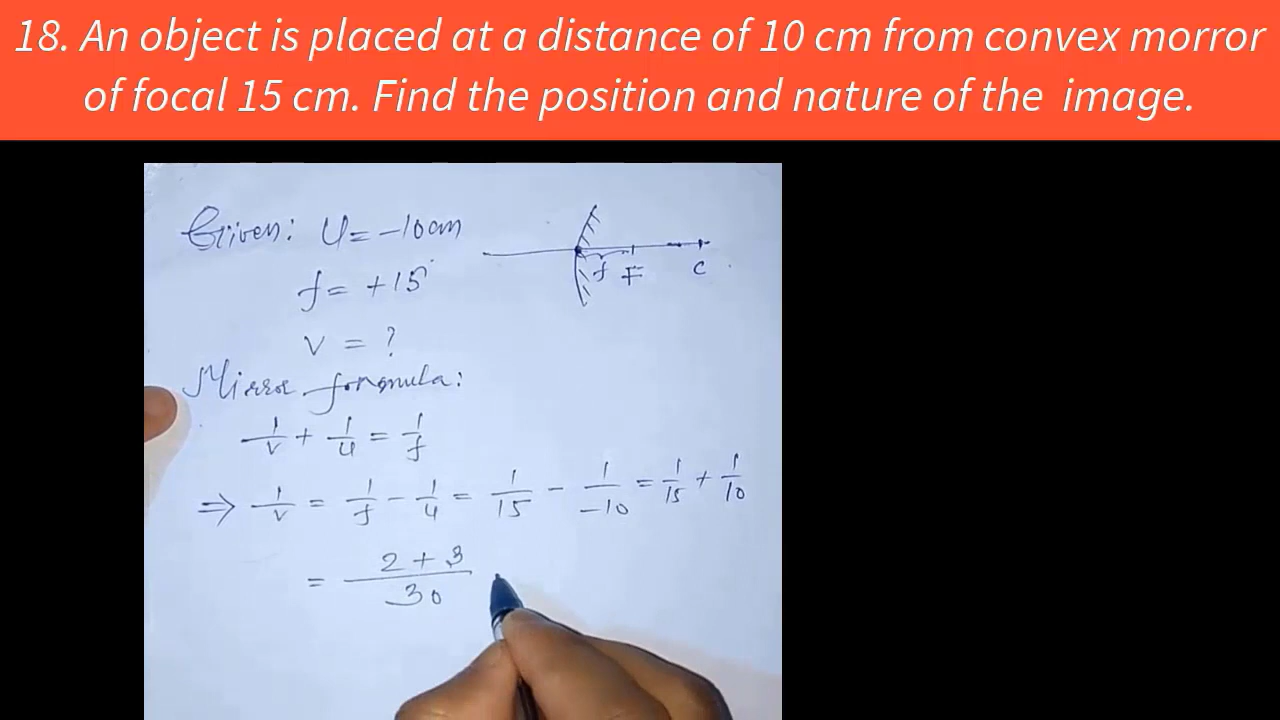 18. An object is placed at a distance of 10 cm from convex morror
of focal 15 cm. Find the position and nature of the image.
Given: U = -10 cm
f = +15
v = ?
f F C
Mirror formula:
1/v + 1/u = 1/f
⇒ 1/v = 1/f - 1/u = 1/15 - 1/-10 = 1/15 + 1/10
= 2 + 3/30